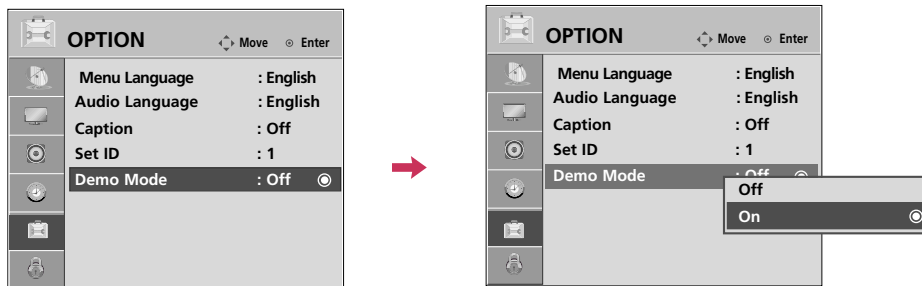 OPTION Move Enter
Menu Language : English
Audio Language : English
Caption : Off
Set ID : 1
Demo Mode : Off
OPTION Move Enter
Menu Language : English
Audio Language : English
Caption : Off
Set ID : 1
Demo Mode : Off
Off
On